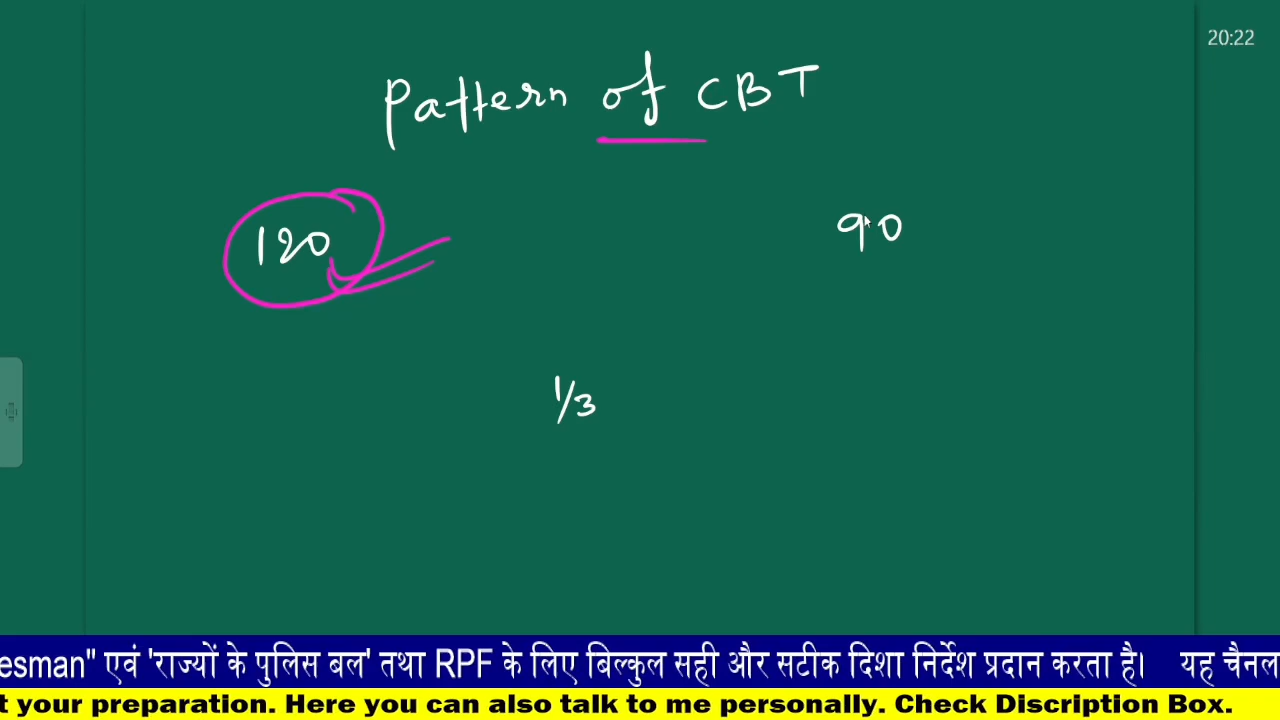 20:22
Pattern of CBT
120 90
1/3
esman" एवं 'राज्यों के पुलिस बल' तथा RPF के लिए बिल्कुल सही और सटीक दिशा निर्देश प्रदान करता है। यह चैनल
t your preparation. Here you can also talk to me personally. Check Discription Box.